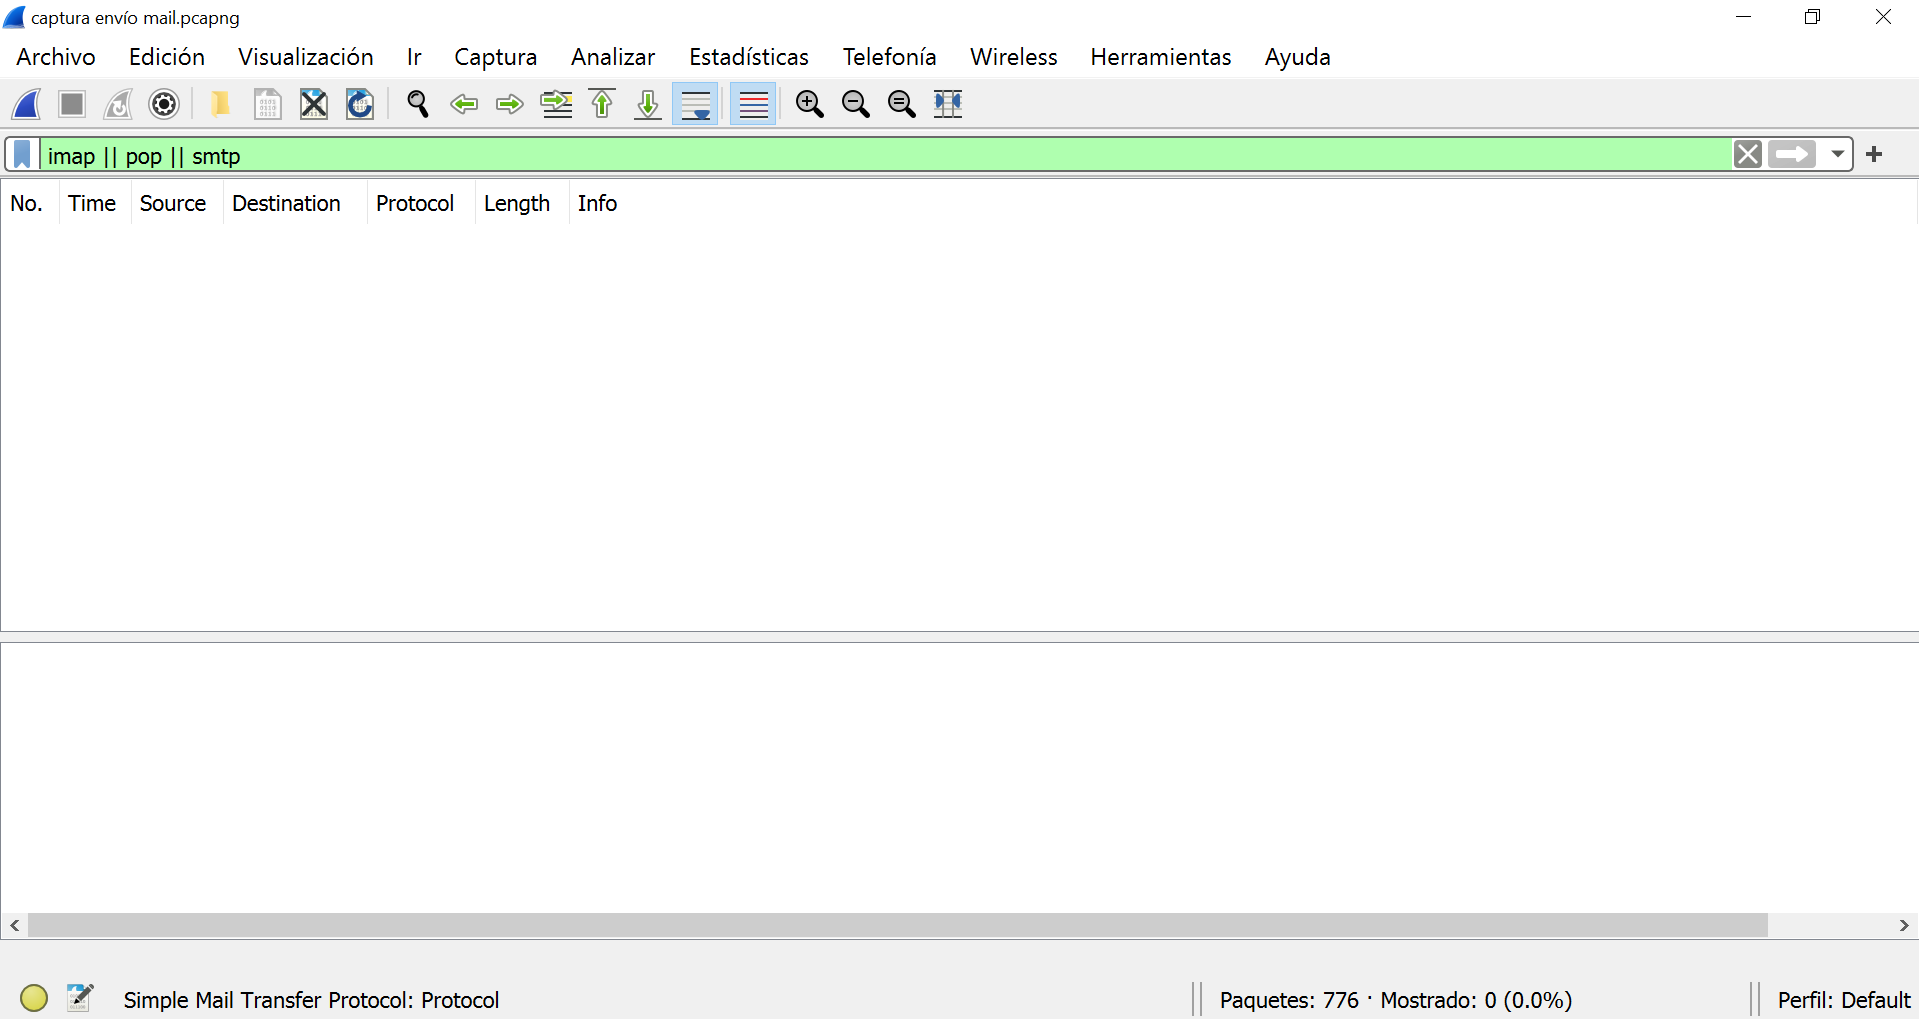 captura envío mail.pcapng
Archivo Edición Visualización Ir Captura Analizar Estadísticas Telefonía Wireless Herramientas Ayuda
imap || pop || smtp
No. Time Source Destination Protocol Length Info
Simple Mail Transfer Protocol: Protocol Paquetes: 776 · Mostrado: 0 (0.0%) Perfil: Default